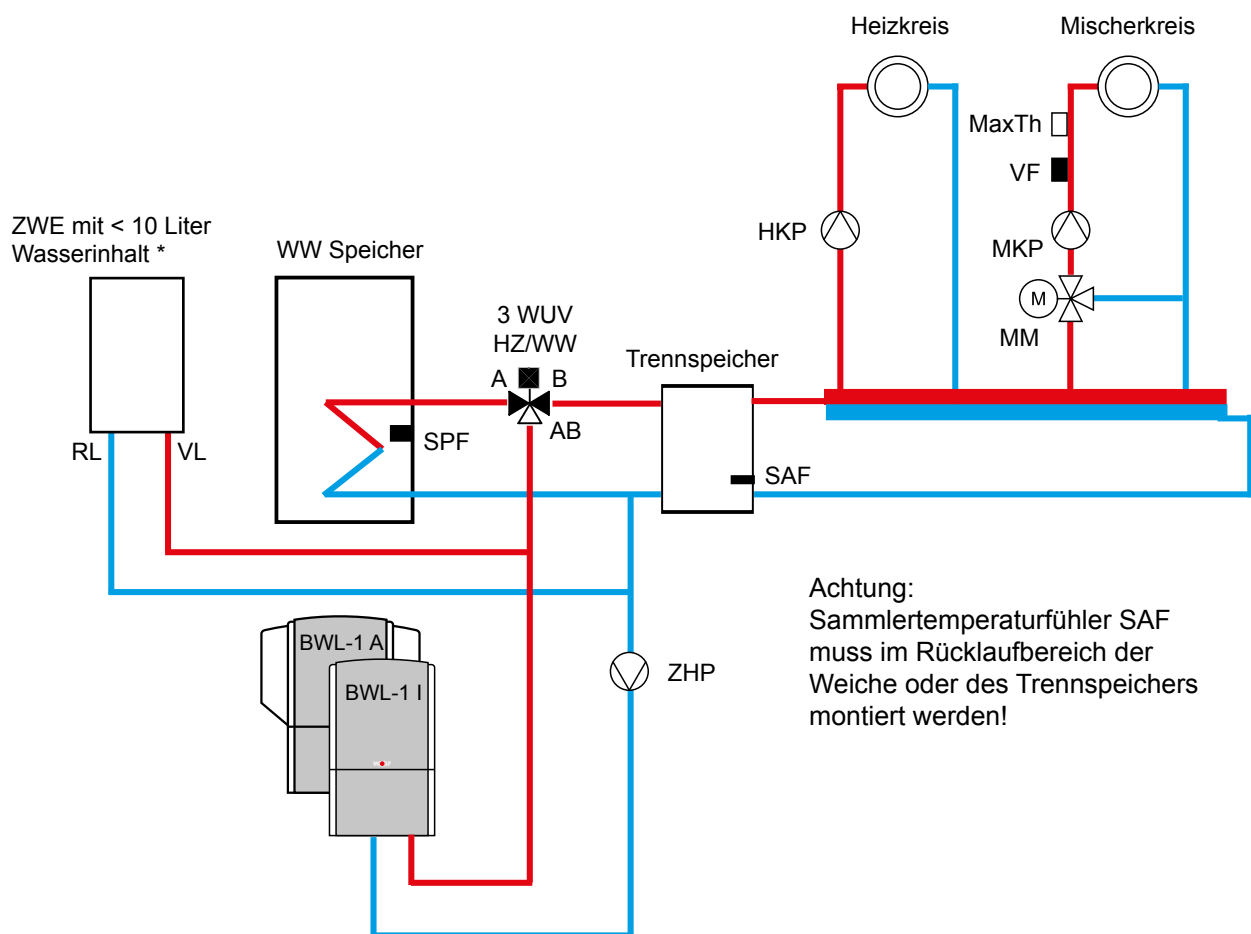 Heizkreis
Mischerkreis
MaxTh
VF
HKP
MKP
M
MM
ZWE mit < 10 Liter
Wasserinhalt *
WW Speicher
3 WUV
HZ/WW
A
B
AB
Trennspeicher
RL
VL
SPF
SAF
Achtung:
Sammlertemperaturfühler SAF
muss im Rücklaufbereich der
Weiche oder des Trennspeichers
montiert werden!
BWL-1 A
BWL-1 I
ZHP